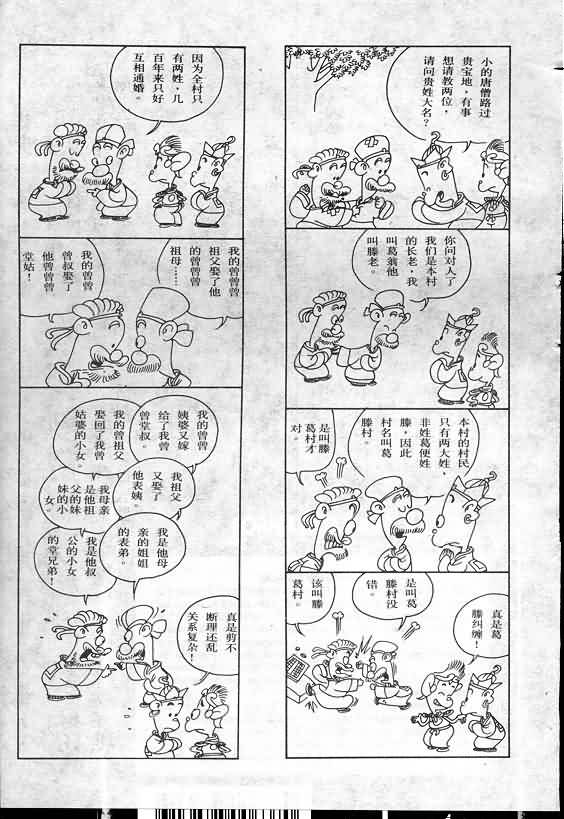 小的唐僧路过
贵宝地，有事
想请教两位，
请问贵姓大名？
你问对人了
我们是本村
的长老，我
叫葛翁他
叫滕老。
本村的村民
只有两大姓，
非姓葛便姓
滕，因此
村名叫葛
滕村。
是叫滕
葛村才
对。
真是葛
滕纠缠！
是叫葛
滕村没
错。
该叫滕
葛村。
因为全村只
有两姓，几
百年来只好
互相通婚。
我的曾曾
祖父娶了他
的曾曾曾
祖母……
我的曾曾
曾叔娶了
他曾曾曾
堂姑！
我的曾曾
姨婆又嫁
给了我曾
曾堂叔。
我的曾祖父
娶回了我曾
姑婆的小女。
我祖父
又娶了
他表姨。
我母亲
是他祖
父的妹
妹的小
女。
我是他母
亲的姐姐
的表弟。
我是他叔
公的小女
的堂兄弟！
真是剪不
断理还乱
关系复杂！